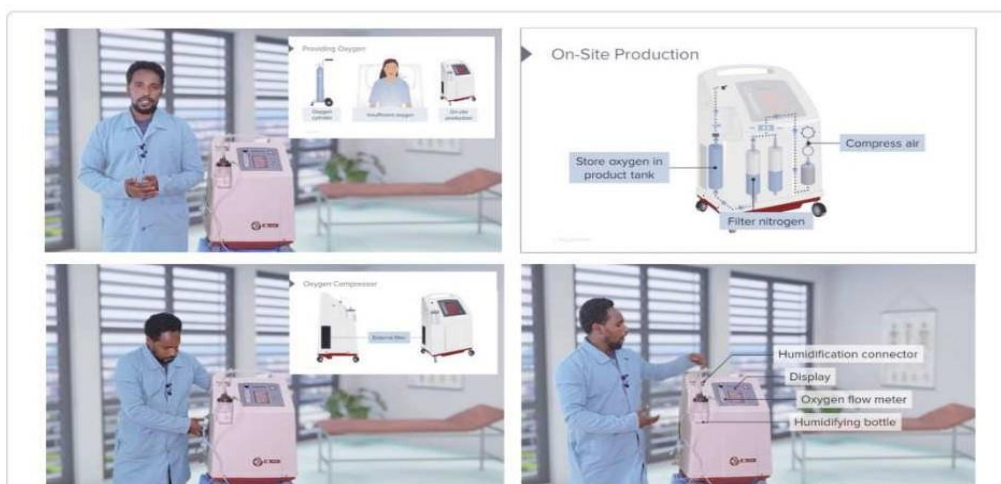 Providing Oxygen
Oxygen
cylinder
Insufficient oxygen
On-site
production
On-Site Production
Compress air
Store oxygen in
product tank
Filter nitrogen
Oxygen Compressor
External filter
Humidification connector
Display
Oxygen flow meter
Humidifying bottle